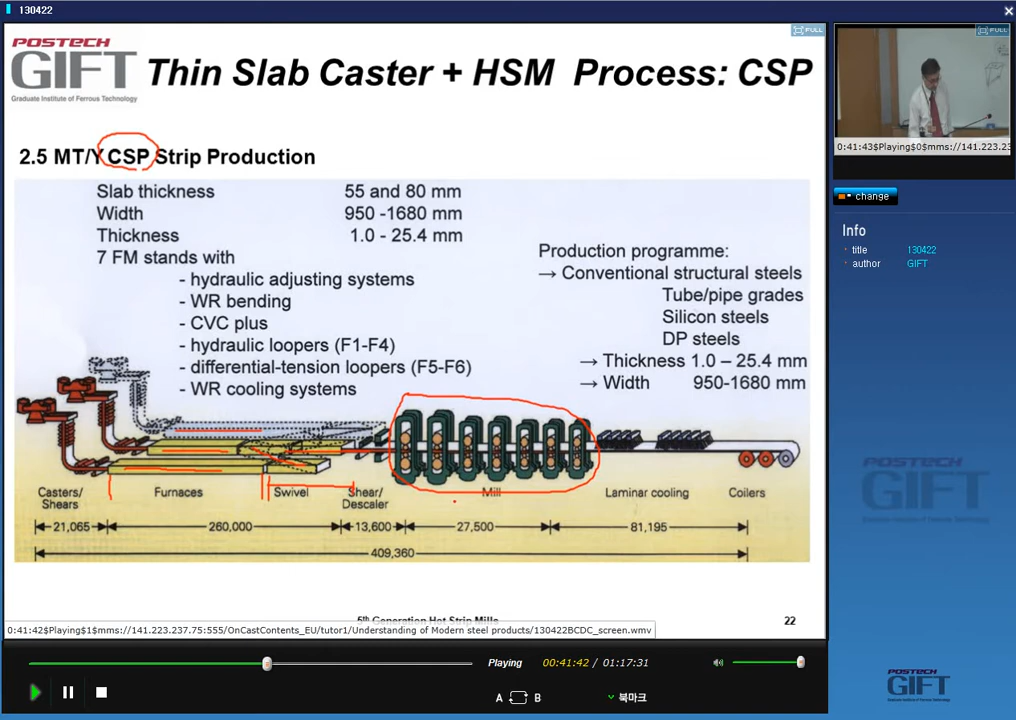 130422
POSTECH
GIFT
Graduate Institute of Ferrous Technology
Thin Slab Caster + HSM Process: CSP
FULL
2.5 MT/Y CSP Strip Production
Slab thickness 55 and 80 mm
Width 950 -1680 mm
Thickness 1.0 - 25.4 mm
7 FM stands with
- hydraulic adjusting systems
- WR bending
- CVC plus
- hydraulic loopers (F1-F4)
- differential-tension loopers (F5-F6)
- WR cooling systems
Production programme:
→ Conventional structural steels
Tube/pipe grades
Silicon steels
DP steels
→ Thickness 1.0 – 25.4 mm
→ Width 950-1680 mm
Casters/
Shears
Furnaces
Swivel
Shear/
Descaler
Mill
Laminar cooling
Coilers
21,065
260,000
13,600
27,500
81,195
409,360
5th Generation Hot Strip Mills
22
0:41:42$Playing$1$mms://141.223.237.75:555/OnCastContents_EU/tutor1/Understanding of Modern steel products/130422BCDC_screen.wmv
FULL
0:41:43$Playing$0$mms://141.223.23
change
Info
title 130422
author GIFT
POSTECH
GIFT
Playing 00:41:42 / 01:17:31
A B
북마크
POSTECH
GIFT